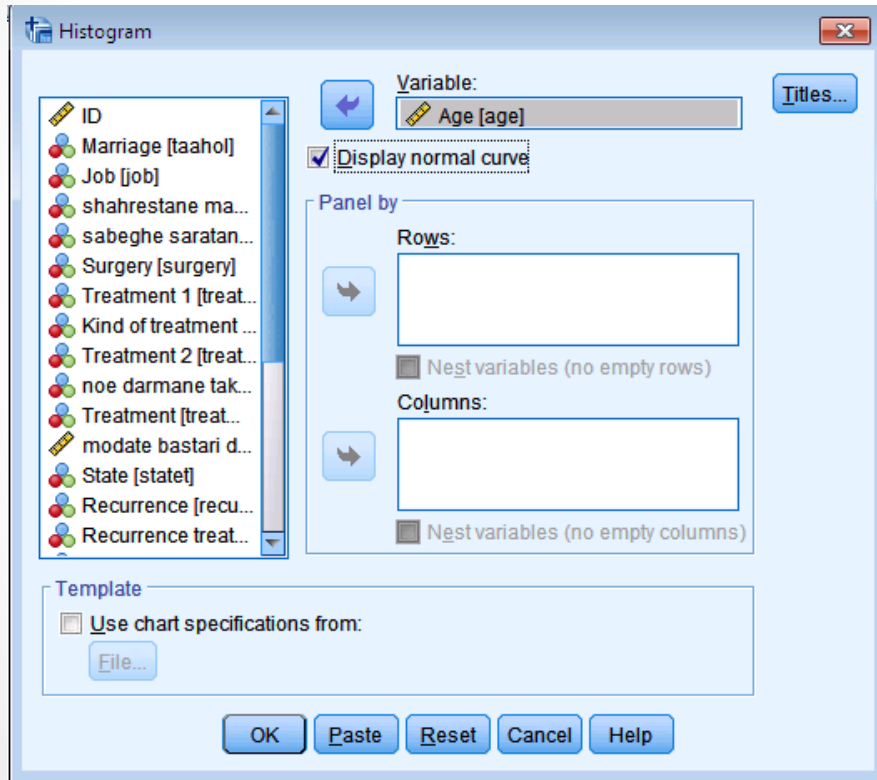 Histogram
ID
Marriage [taahol]
Job [job]
shahrestane ma...
sabeghe saratan...
Surgery [surgery]
Treatment 1 [treat...
Kind of treatment ...
Treatment 2 [treat...
noe darmane tak...
Treatment [treat...
modate bastari d...
State [statet]
Recurrence [recu...
Recurrence treat...
Variable:
Age [age]
Titles...
Display normal curve
Panel by
Rows:
Nest variables (no empty rows)
Columns:
Nest variables (no empty columns)
Template
Use chart specifications from:
File...
OK Paste Reset Cancel Help